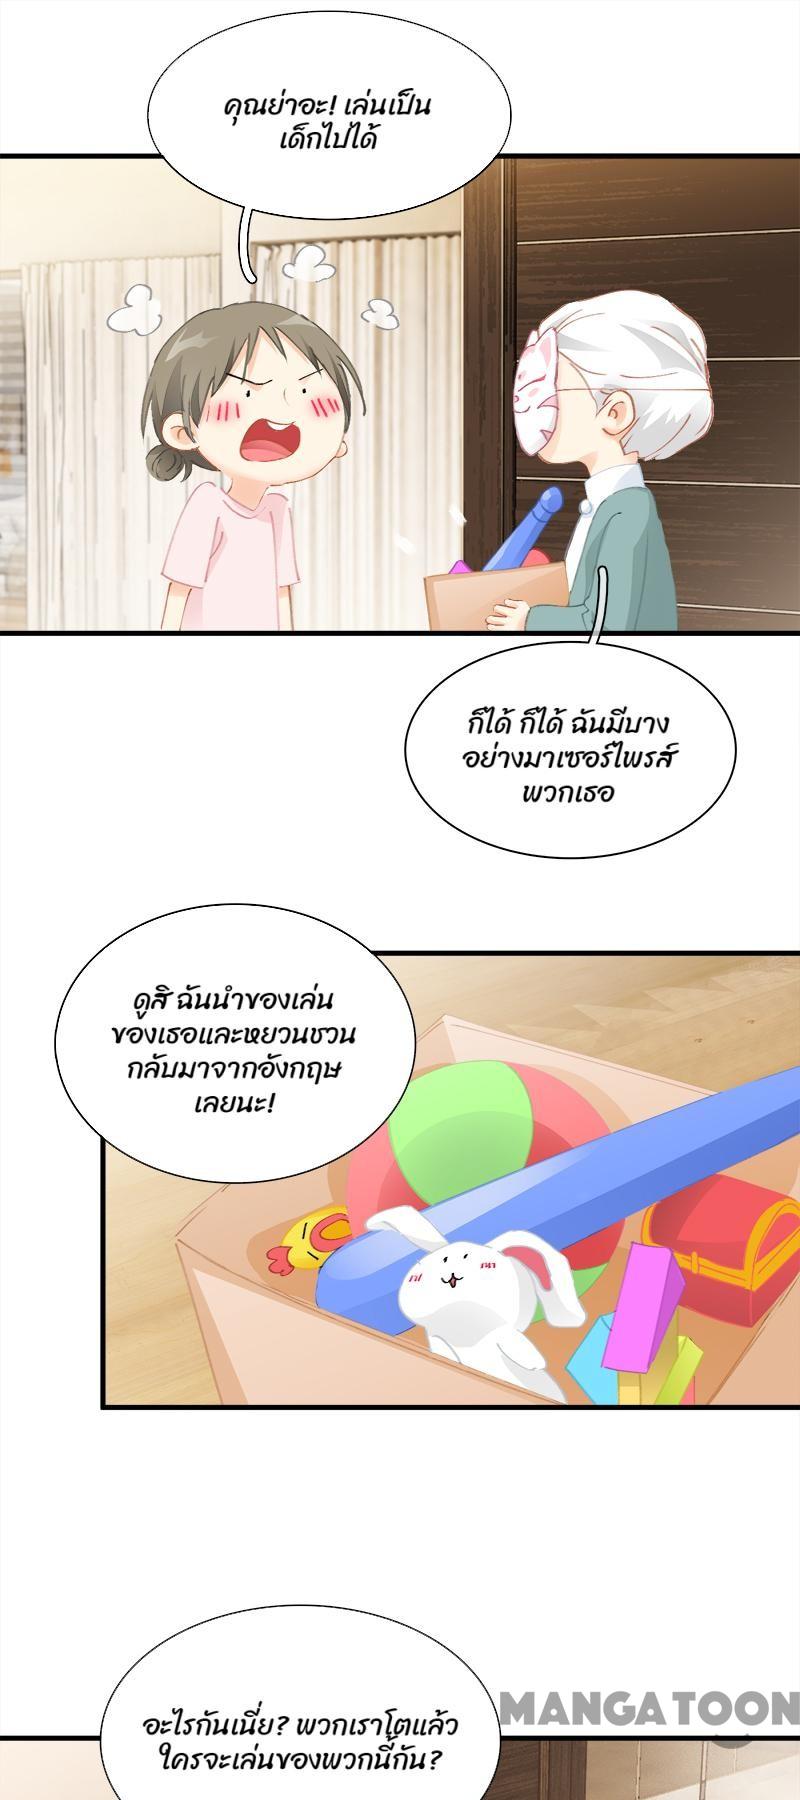 คุณย่าอะ! เล่นเป็น
เด็กไปได้
ก็ได้ ก็ได้ ฉันมีบาง
อย่างมาเซอร์ไพรส์
พวกเธอ
ดูสิ ฉันนำของเล่น
ของเธอและหยวนชวน
กลับมาจากอังกฤษ
เลยนะ!
MANGATOON
อะไรกันเนี่ย? พวกเราโตแล้ว
ใครจะเล่นของพวกนี้กัน?